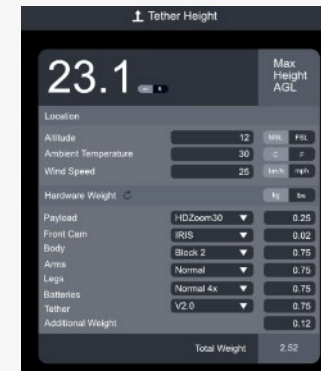 Tether Height
23.1
Max
Height
AGL
Location
Altitude 12 MSL FSL
Ambient Temperature 30 C F
Wind Speed 25 km/h mph
Hardware Weight kg lbs
Payload HDZoom30 0.25
Front Cam IRIS 0.02
Body Block 2 0.75
Arms Normal 0.75
Legs Normal 4x 0.75
Batteries V2.0 0.75
Tether
Additional Weight 0.12
Total Weight 2.52